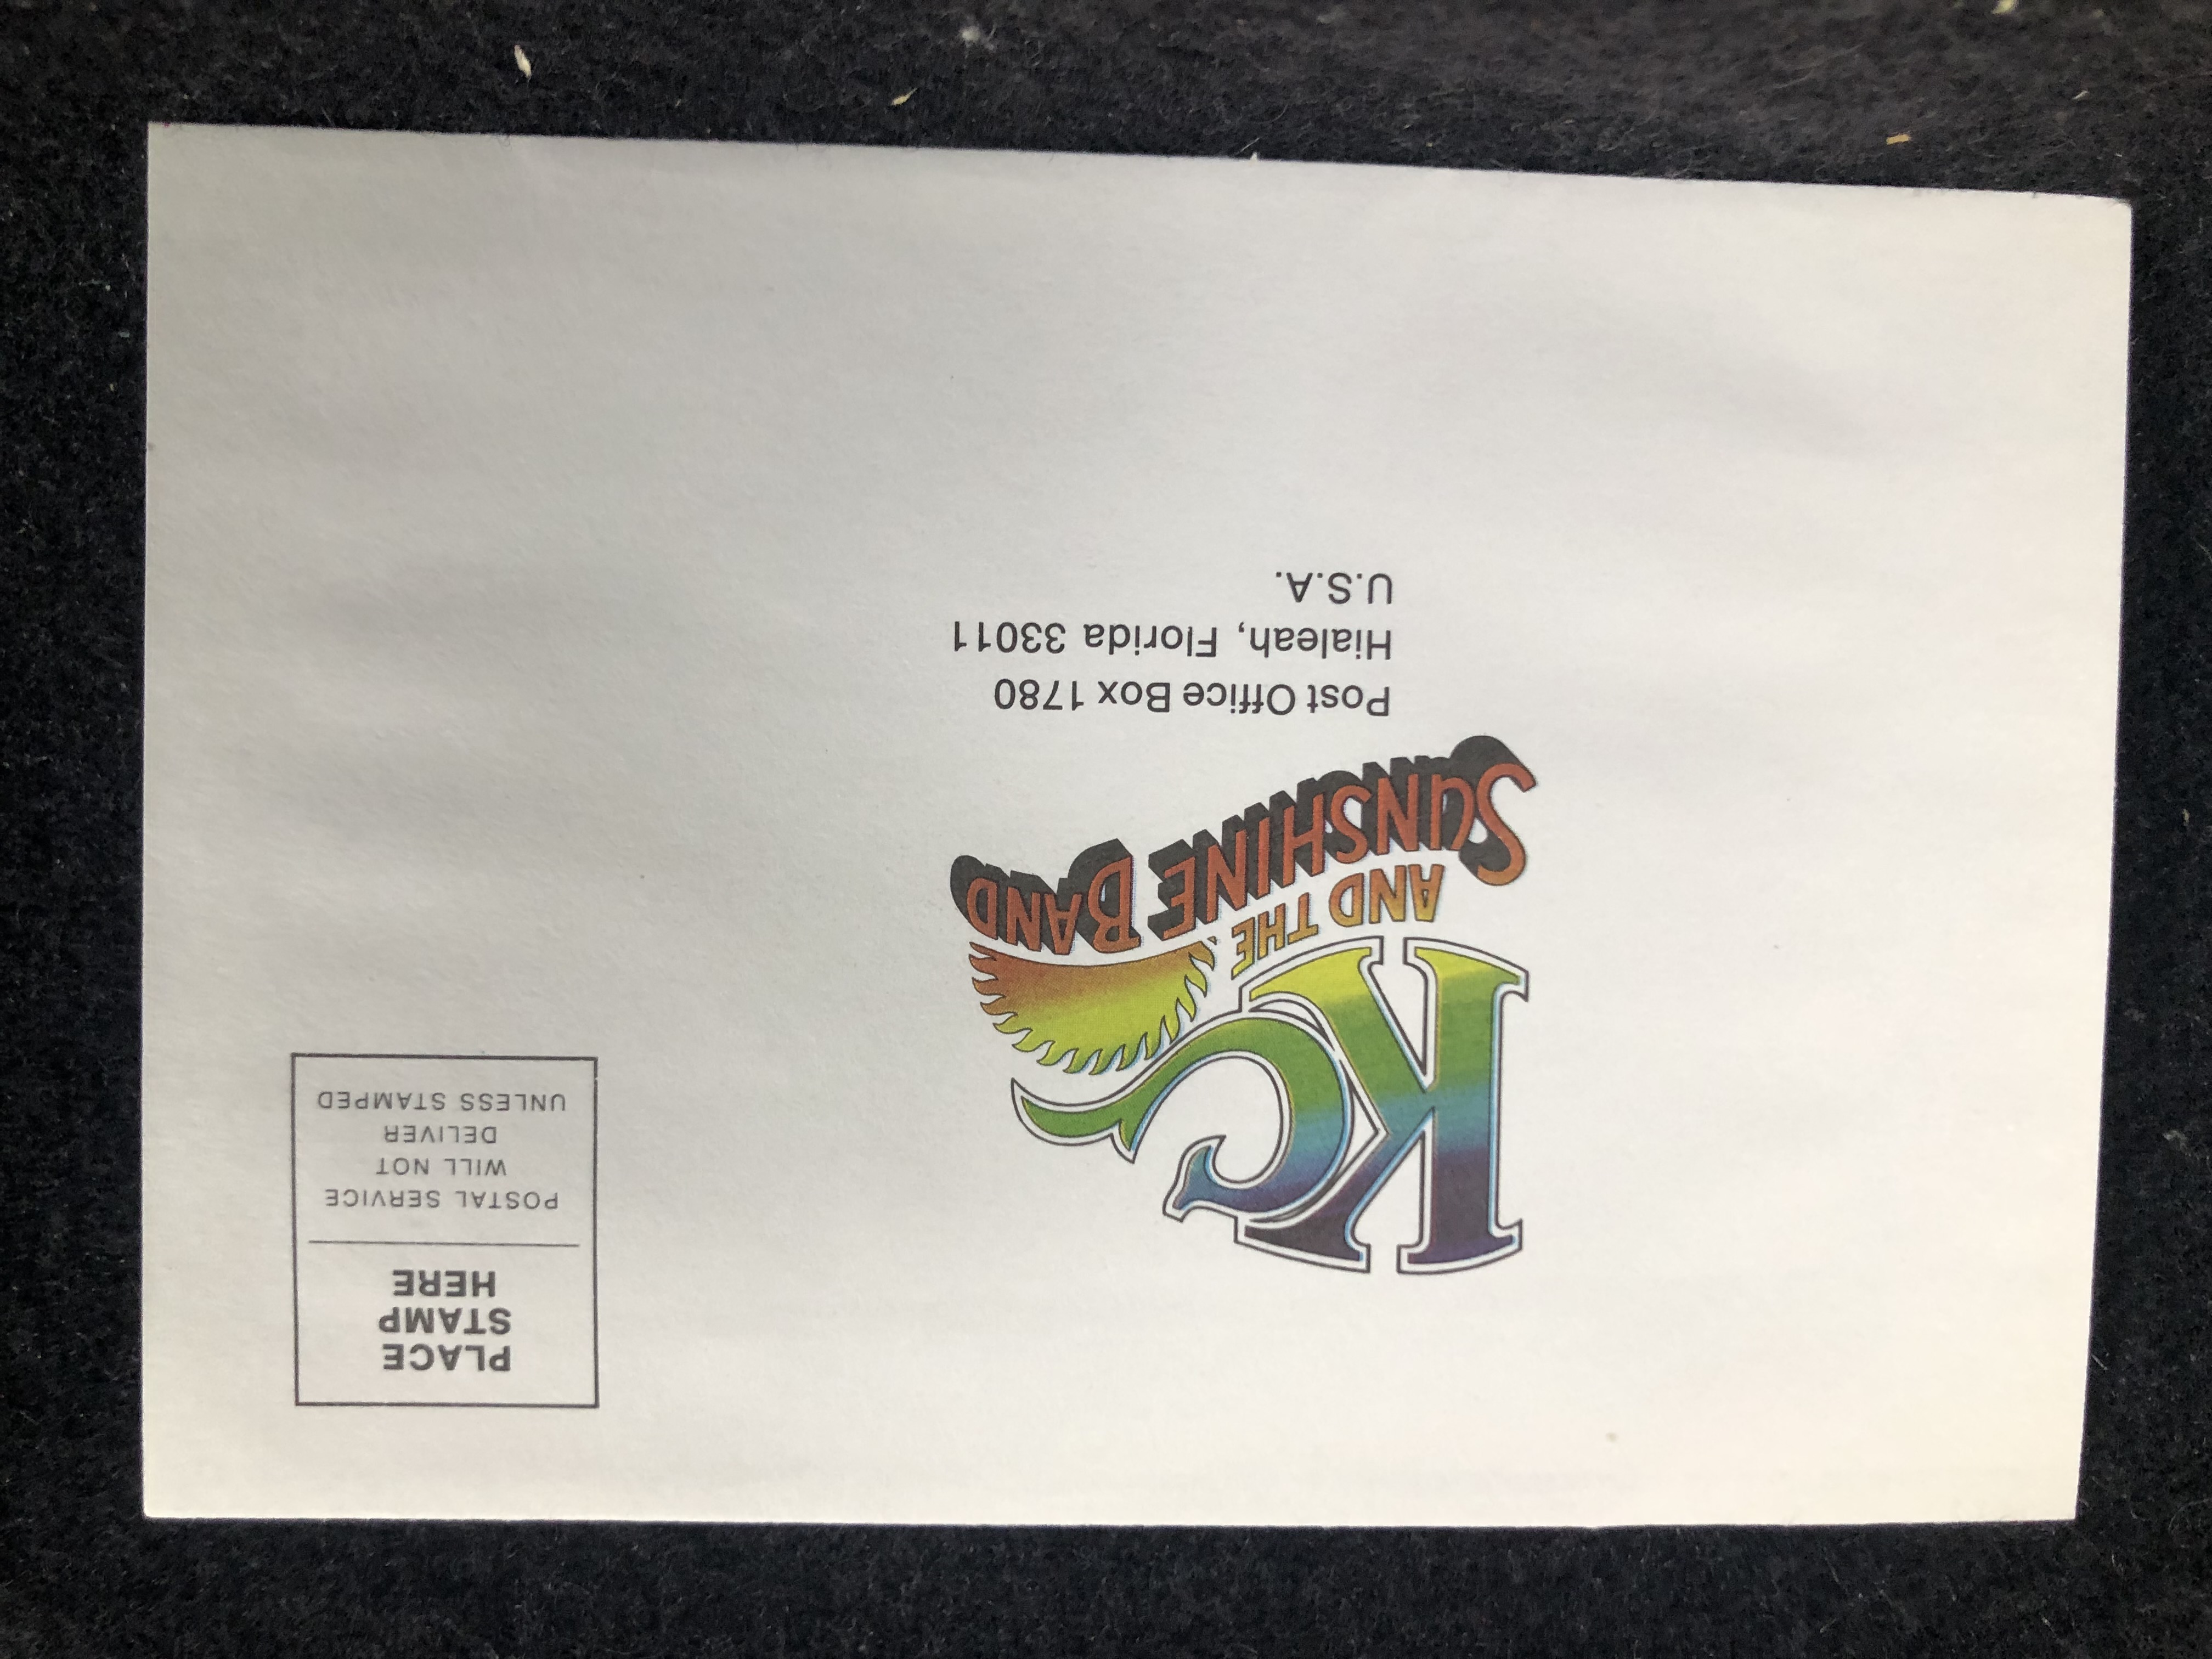 PLACE
STAMP
HERE
POSTAL SERVICE
WILL NOT
DELIVER
UNLESS STAMPED
KC
AND THE
SUNSHINE BAND
Post Office Box 1780
Hialeah, Florida 33011
U.S.A.